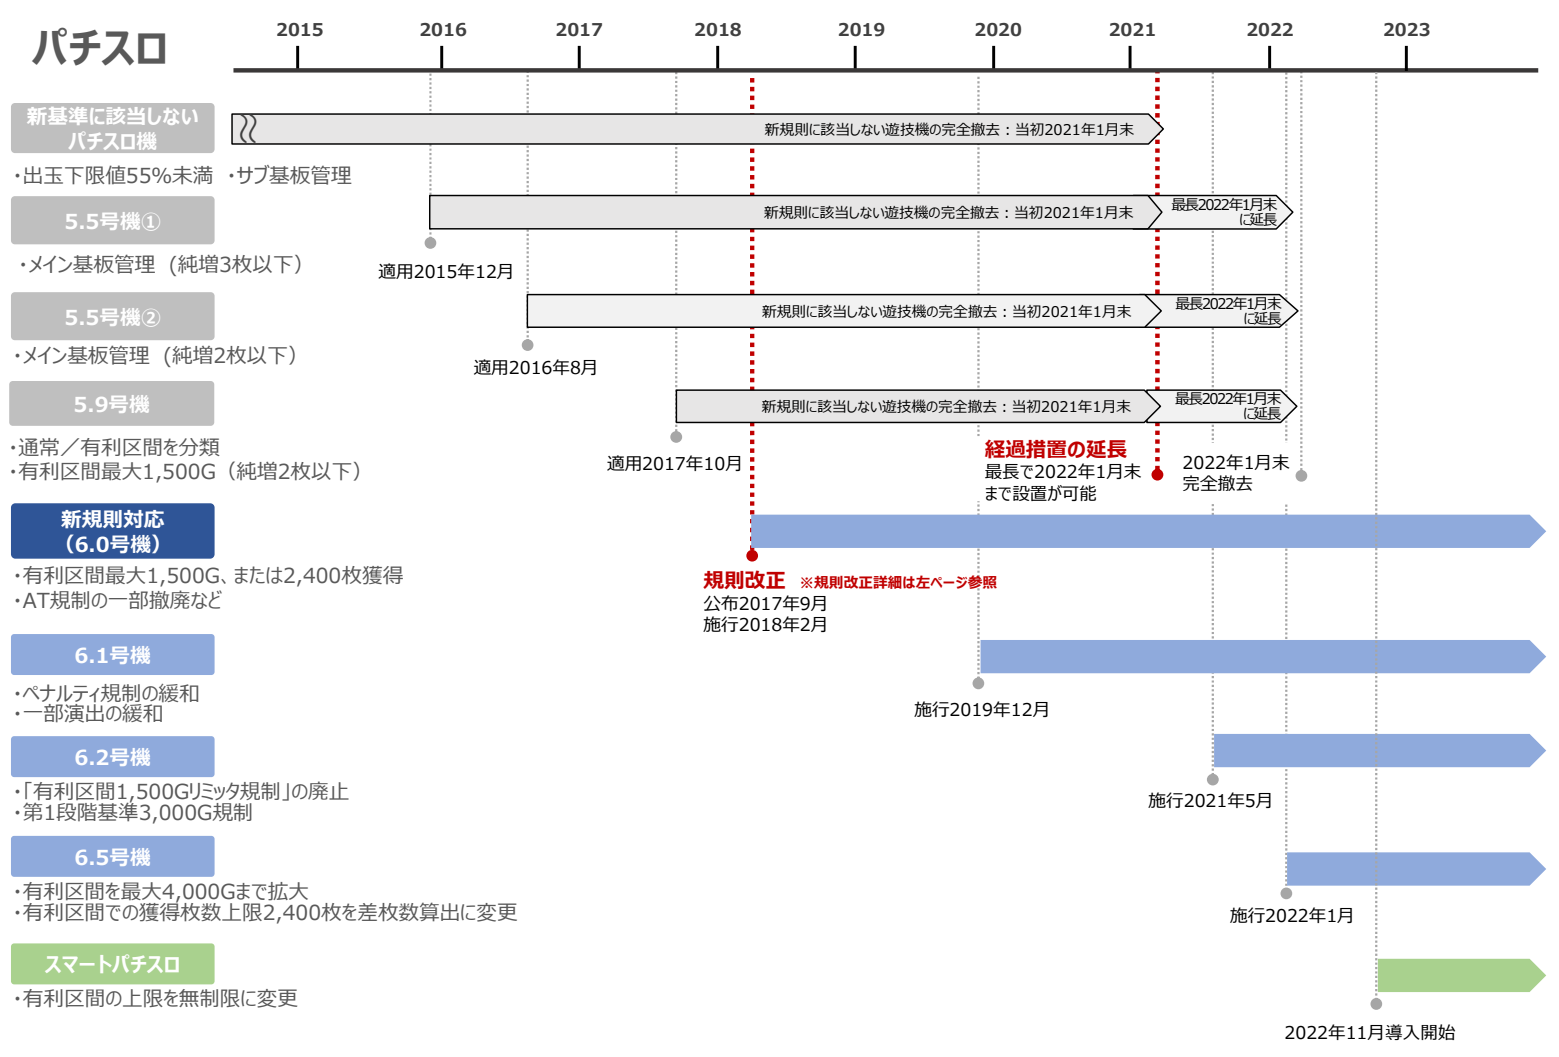 パチスロ
2015 2016 2017 2018 2019 2020 2021 2022 2023
新基準に該当しない
パチスロ機
新規則に該当しない遊技機の完全撤去：当初2021年1月末
・出玉下限値55%未満 ・サブ基板管理
5.5号機①
新規則に該当しない遊技機の完全撤去：当初2021年1月末
最長2022年1月末
に延長
・メイン基板管理 (純増3枚以下）
適用2015年12月
5.5号機②
新規則に該当しない遊技機の完全撤去：当初2021年1月末
最長2022年1月末
に延長
・メイン基板管理 (純増2枚以下）
適用2016年8月
5.9号機
新規則に該当しない遊技機の完全撤去：当初2021年1月末
最長2022年1月末
に延長
・通常／有利区間を分類
・有利区間最大1,500G（純増2枚以下）
適用2017年10月
経過措置の延長
最長で2022年1月末
まで設置が可能
2022年1月末
完全撤去
新規則対応
（6.0号機）
・有利区間最大1,500G、または2,400枚獲得
・AT規制の一部撤廃など
規則改正 ※規則改正詳細は左ページ参照
公布2017年9月
施行2018年2月
6.1号機
・ペナルティ規制の緩和
・一部演出の緩和
施行2019年12月
6.2号機
・「有利区間1,500Gリミッタ規制」の廃止
・第1段階基準3,000G規制
施行2021年5月
6.5号機
・有利区間を最大4,000Gまで拡大
・有利区間での獲得枚数上限2,400枚を差枚数算出に変更
施行2022年1月
スマートパチスロ
・有利区間の上限を無制限に変更
2022年11月導入開始